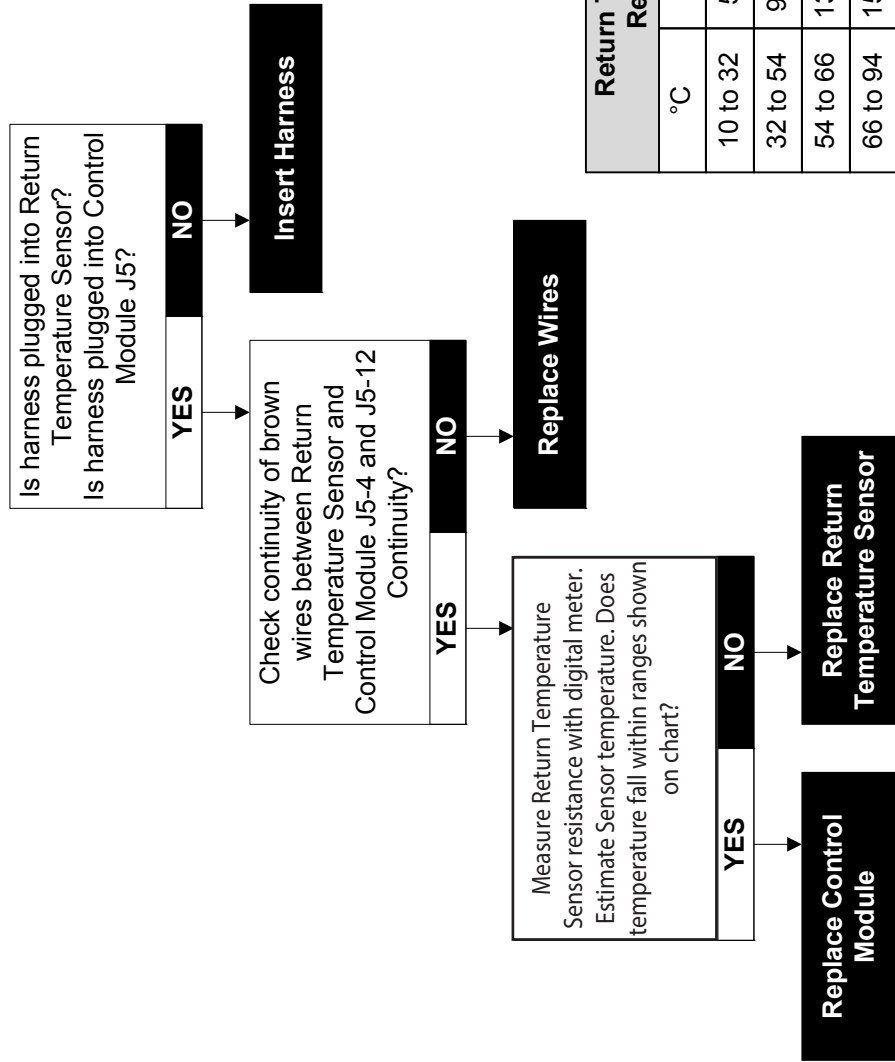 Is harness plugged into Return
Temperature Sensor?
Is harness plugged into Control
Module J5?
YES
NO
Insert Harness
Check continuity of brown
wires between Return
Temperature Sensor and
Control Module J5-4 and J5-12
Continuity?
YES
NO
Replace Wires
Measure Return Temperature
Sensor resistance with digital meter.
Estimate Sensor temperature. Does
temperature fall within ranges shown
on chart?
YES
NO
Replace Control
Module
Replace Return
Temperature Sensor
Return
°C
10 to 32
32 to 54
54 to 66
66 to 94